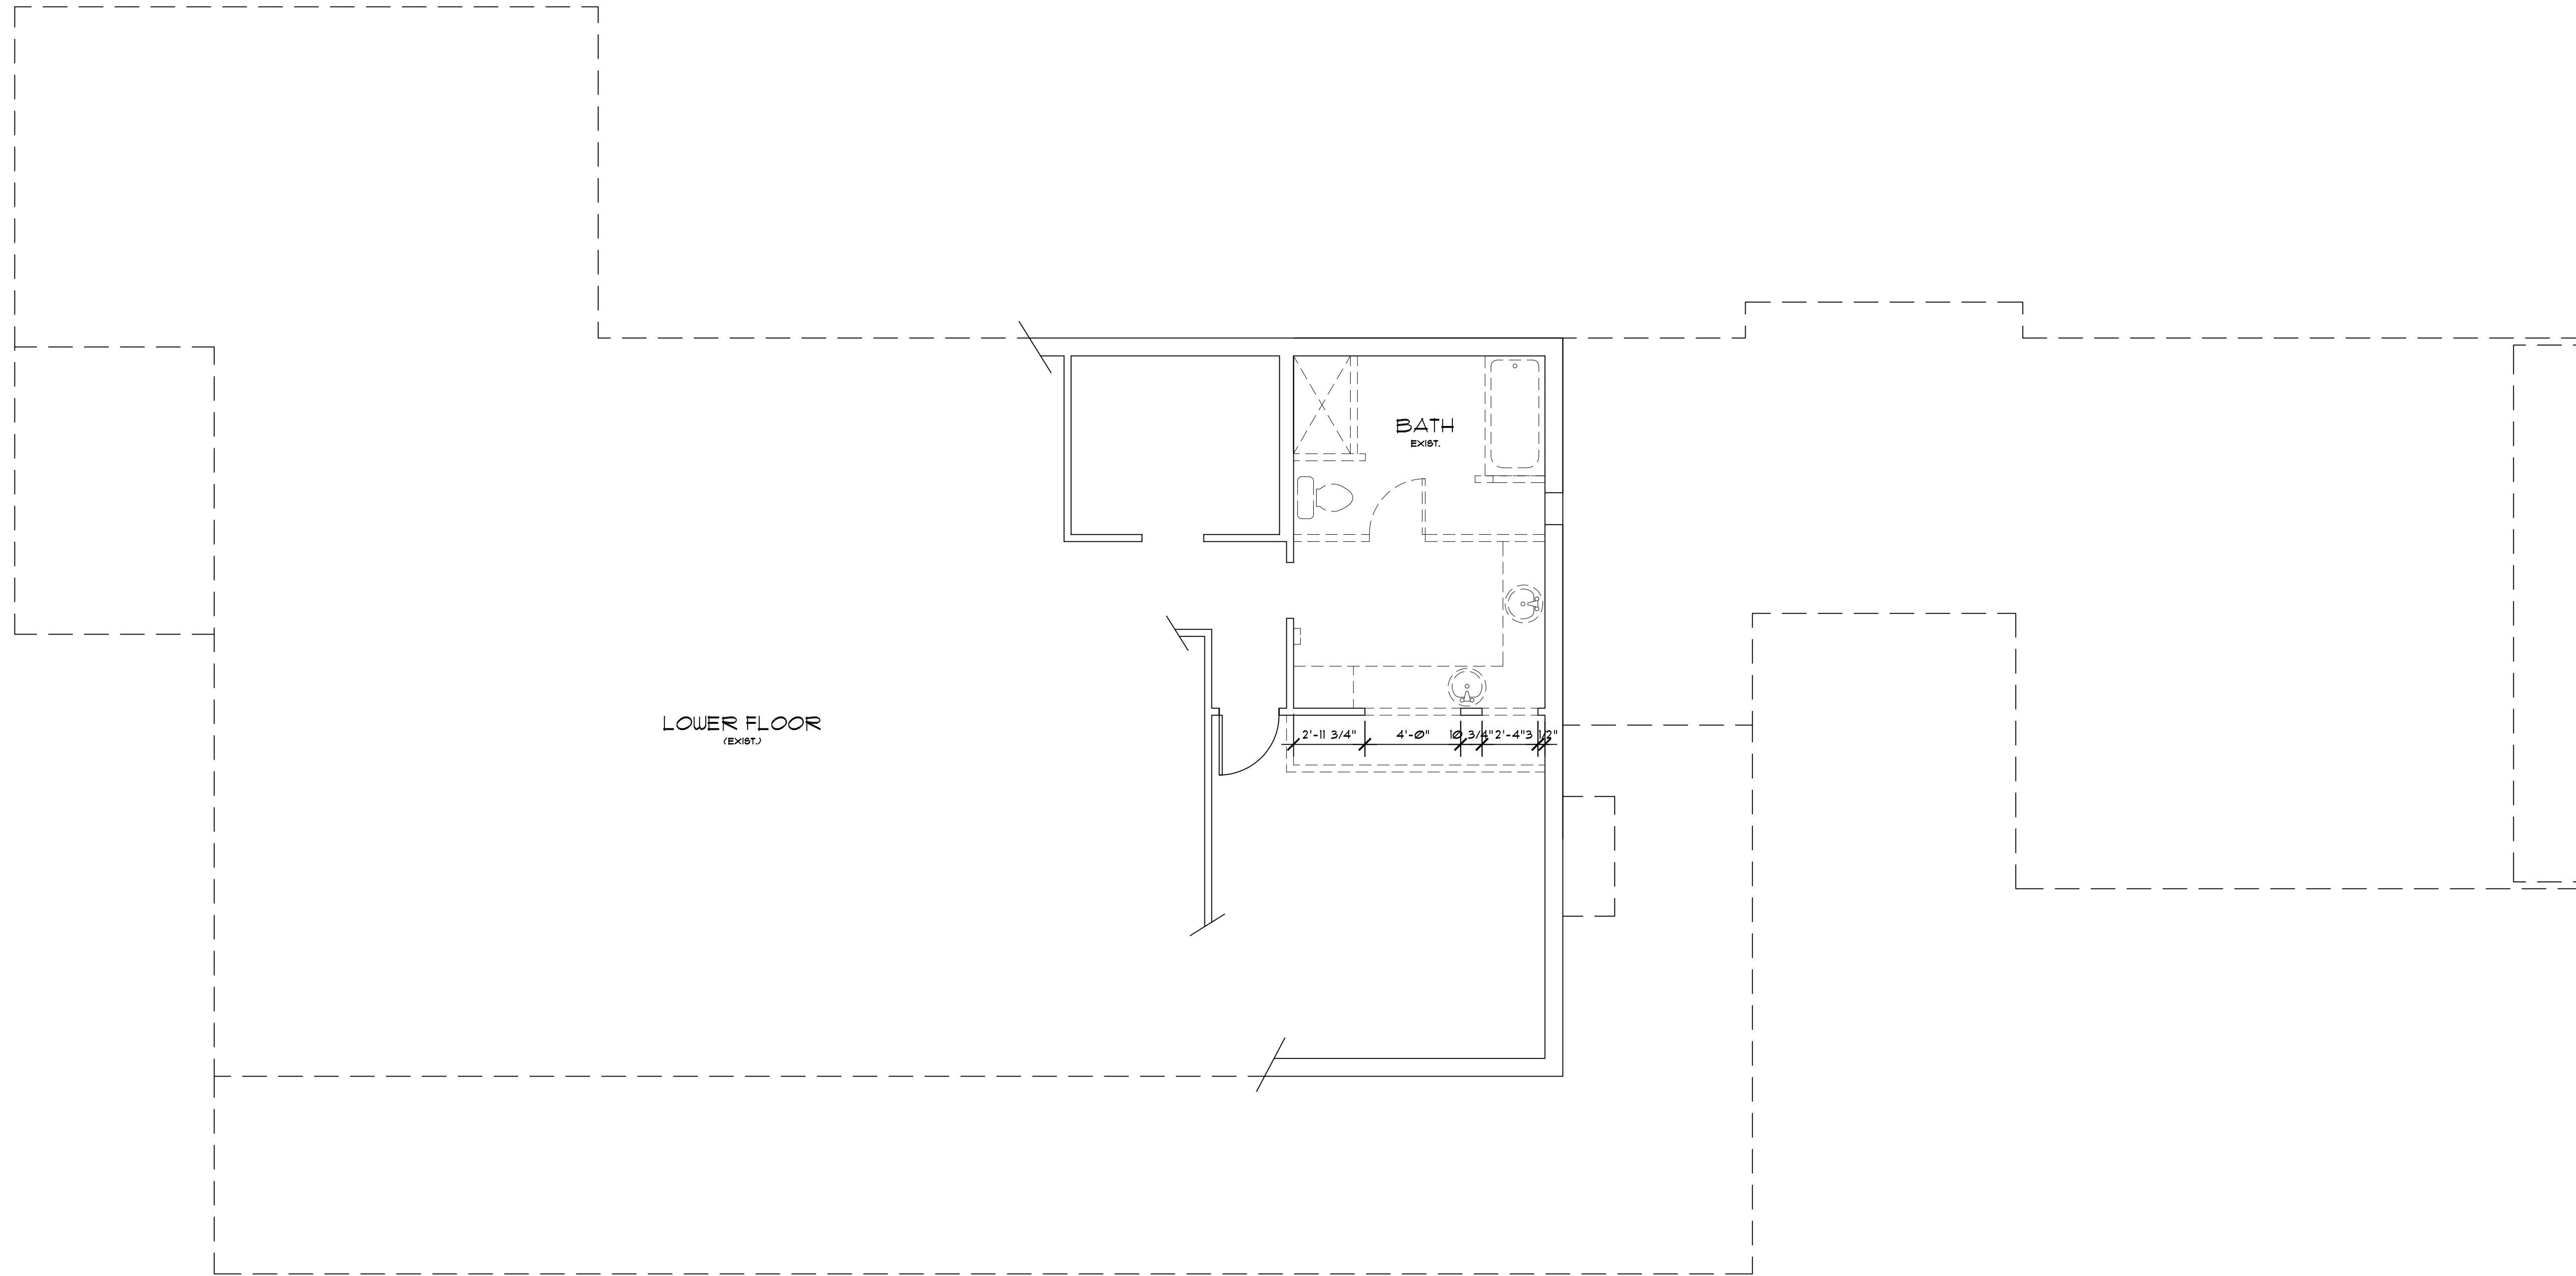 BATH
EXIST.
LOWER FLOOR
(EXIST.)
2'-11 3/4" 4'-0" 10 3/4" 2'-4" 3 1/2"